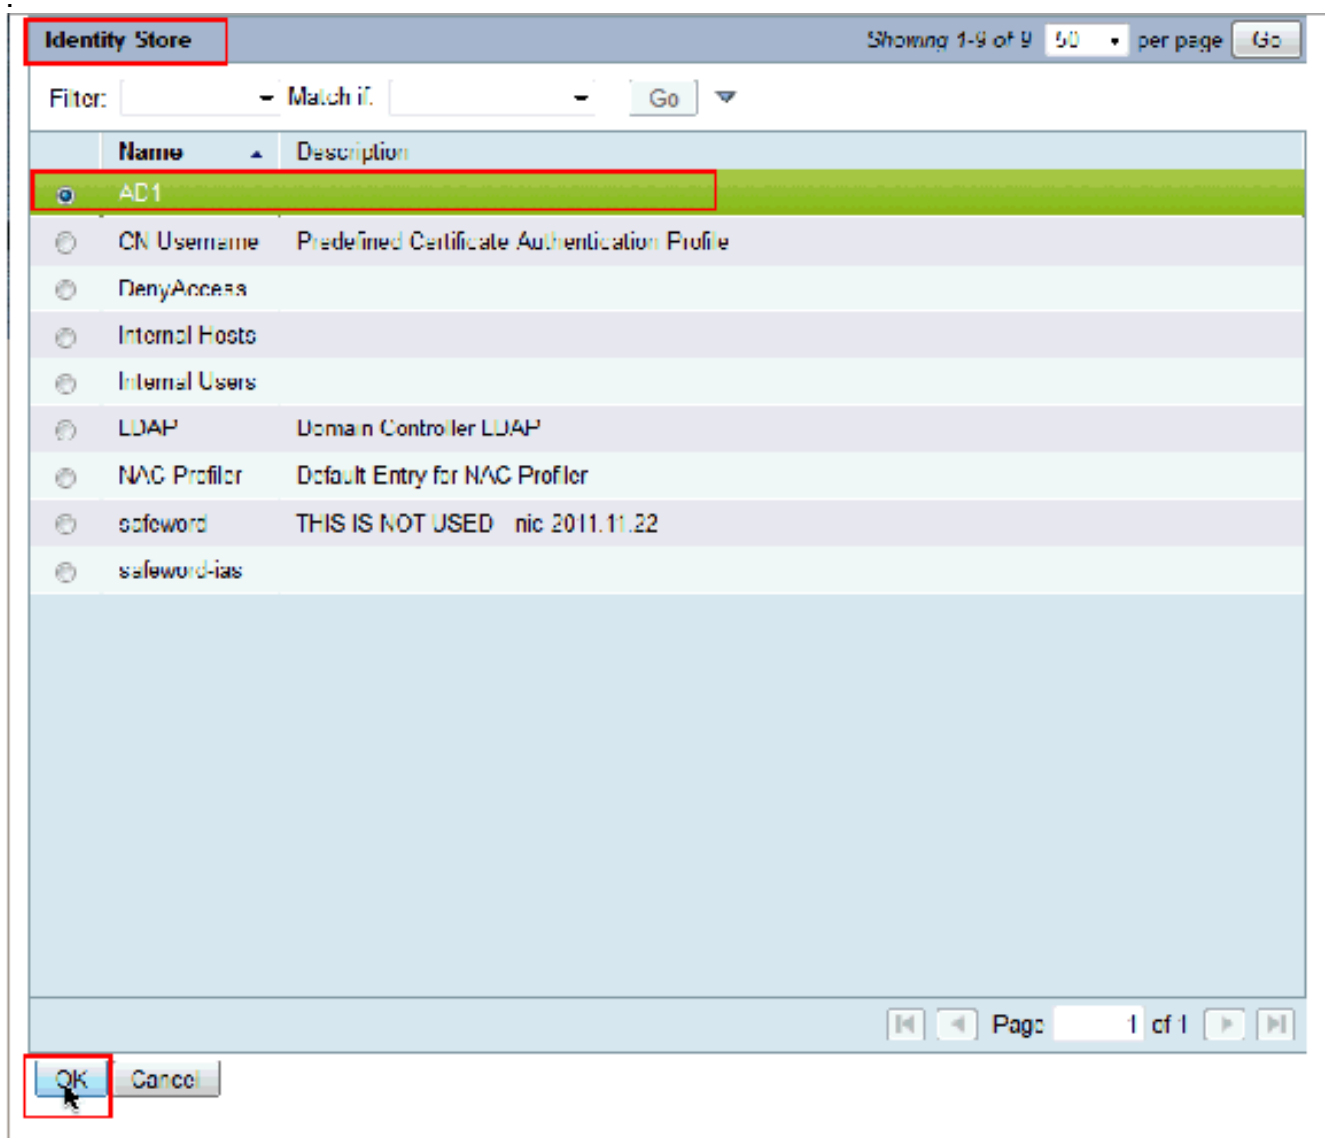 Identity Store Showing 1-9 of 9 50 per page Go
Filter: Match if: Go
Name Description
AD1
CN Username Predefined Certificate Authentication Profile
DenyAccess
Internal Hosts
Internal Users
LDAP Domain Controller LDAP
NAC Profiler Default Entry for NAC Profiler
safeword THIS IS NOT USED nic 2011.11.22
safeword-ias
Page 1 of 1
OK Cancel